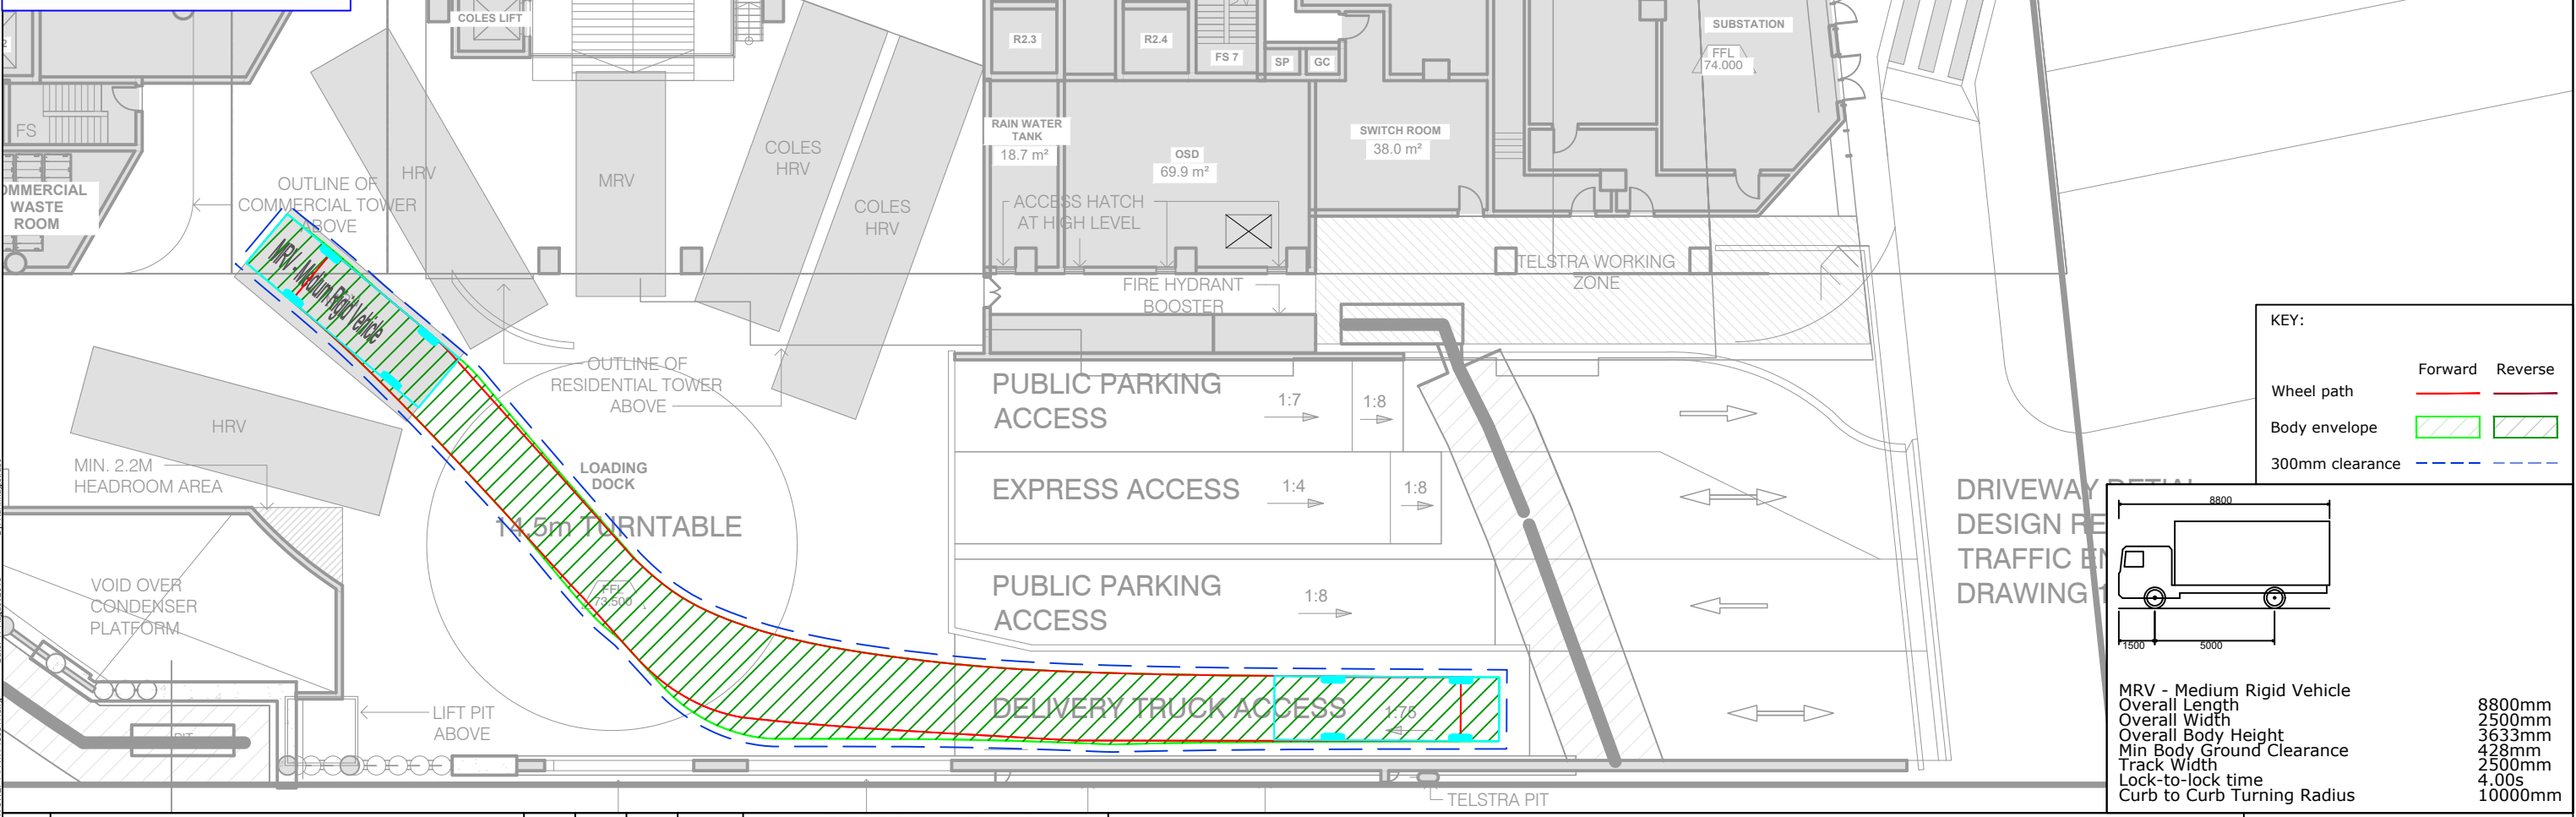 COLES LIFT
R2.3
R2.4
FS 7
SP
GC
SUBSTATION
FFL
74.000
FS
COMMERCIAL
WASTE
ROOM
OUTLINE OF
COMMERCIAL TOWER
ABOVE
HRV
MRV
COLES
HRV
COLES
HRV
RAIN WATER
TANK
18.7 m²
OSD
69.9 m²
SWITCH ROOM
38.0 m²
ACCESS HATCH
AT HIGH LEVEL
TELSTRA WORKING
ZONE
FIRE HYDRANT
BOOSTER
MRV - Medium Rigid Vehicle
OUTLINE OF
RESIDENTIAL TOWER
ABOVE
HRV
MIN. 2.2M
HEADROOM AREA
LOADING
DOCK
14.5m TURNTABLE
FFL
73.500
VOID OVER
CONDENSER
PLATFORM
LIFT PIT
ABOVE
PIT
PUBLIC PARKING
ACCESS
1:7
1:8
EXPRESS ACCESS
1:4
1:8
PUBLIC PARKING
ACCESS
1:8
DELIVERY TRUCK ACCESS
1:75
TELSTRA PIT
DRIVEWAY DETIAL
DESIGN RE
TRAFFIC EN
DRAWING
KEY:
Forward Reverse
Wheel path
Body envelope
300mm clearance
8800
1500
5000
MRV - Medium Rigid Vehicle
Overall Length 8800mm
Overall Width 2500mm
Overall Body Height 3633mm
Min Body Ground Clearance 428mm
Track Width 2500mm
Lock-to-lock time 4.00s
Curb to Curb Turning Radius 10000mm